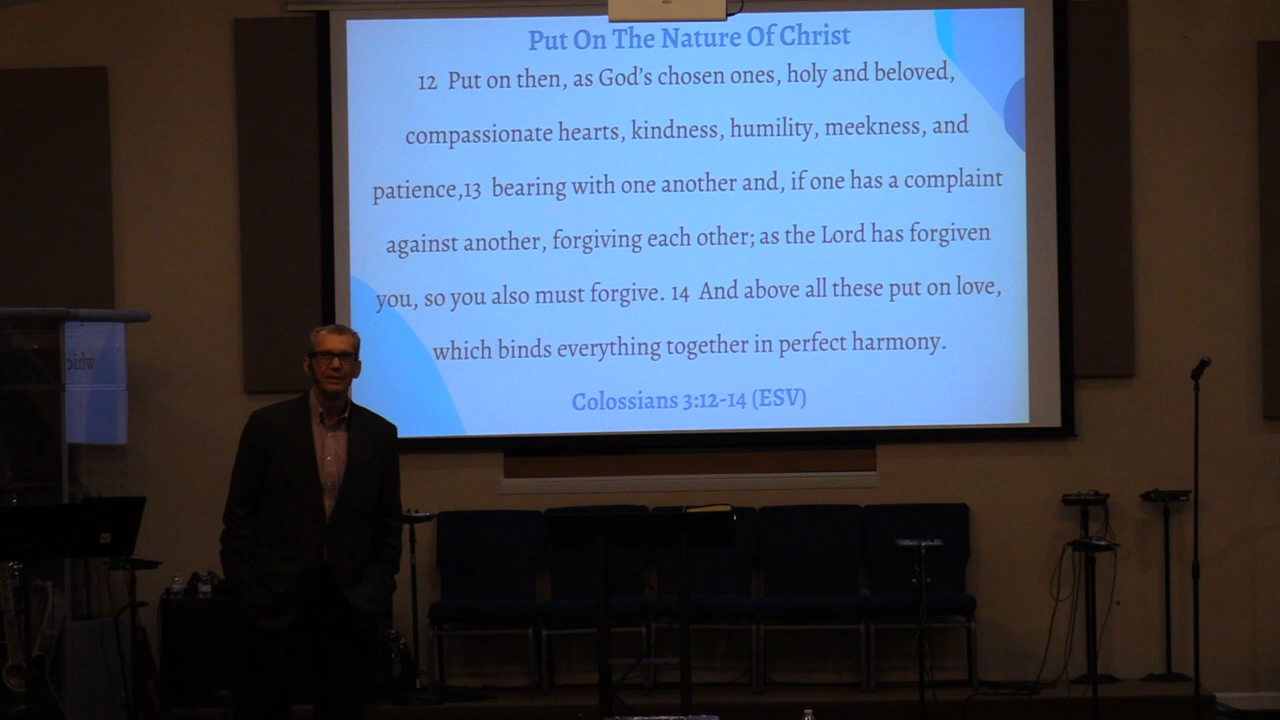 Put On The Nature Of Christ
12 Put on then, as God's chosen ones, holy and beloved,
compassionate hearts, kindness, humility, meekness, and
patience,13 bearing with one another and, if one has a complaint
against another, forgiving each other; as the Lord has forgiven
you, so you also must forgive. 14 And above all these put on love,
which binds everything together in perfect harmony.
Colossians 3:12-14 (ESV)
which